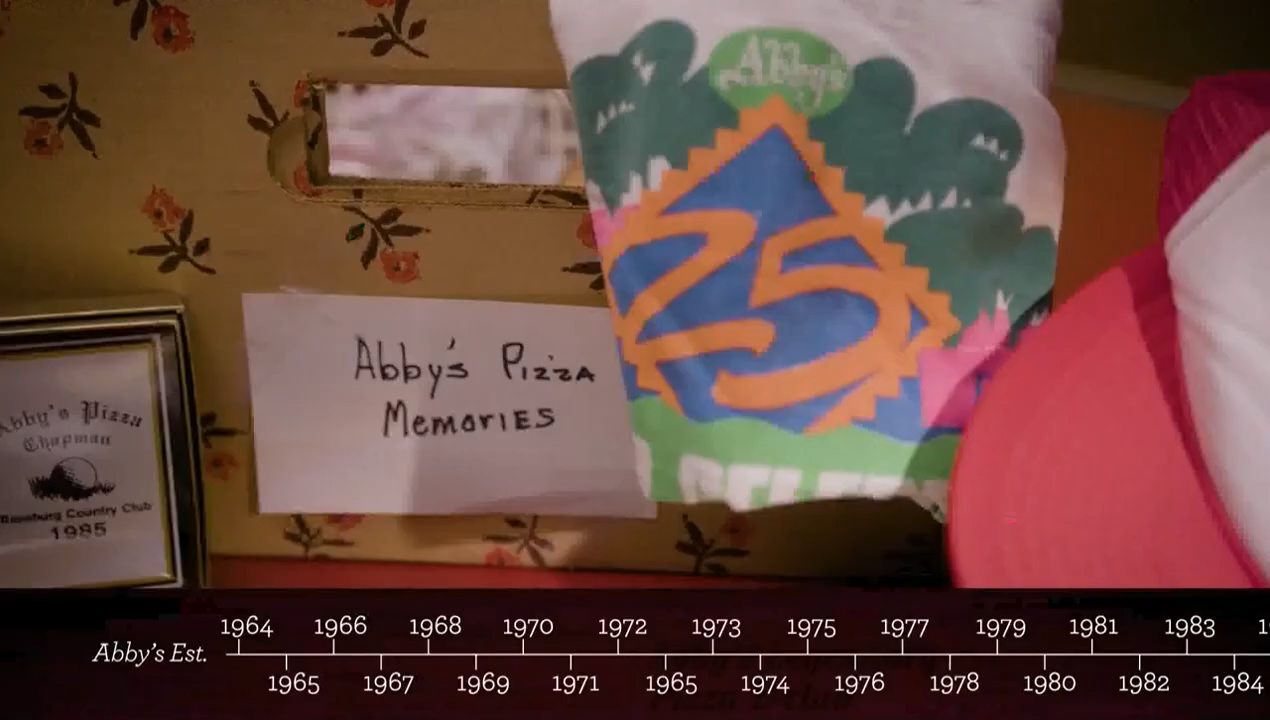 Abby's
25
Abby's Pizza
Memories
Abby's Pizza
Chapman
Country Club
1985
Abby's Est.
1964 1966 1968 1970 1972 1973 1975 1977 1979 1981 1983
1965 1967 1969 1971 1965 1974 1976 1978 1980 1982 1984